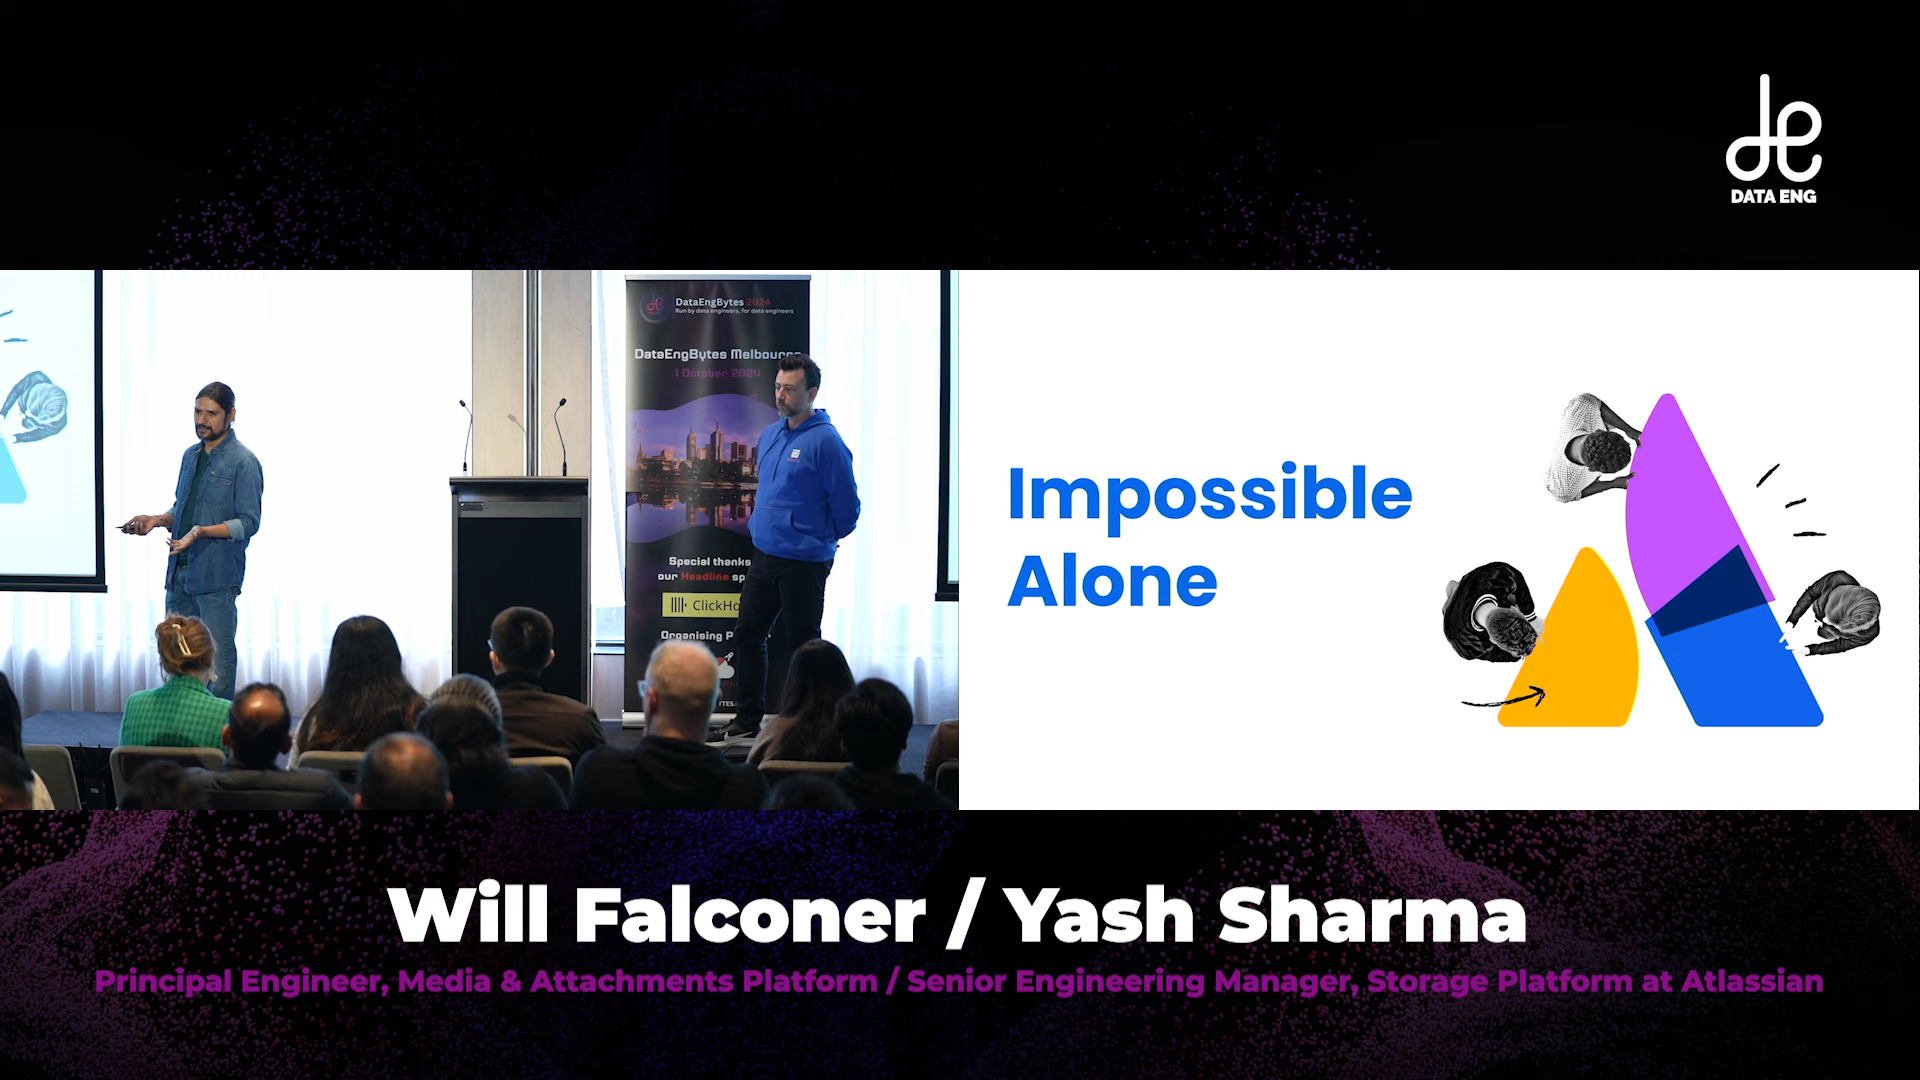 DATA ENG
DataEngBytes 2024
Run by data engineers, for data engineers
DataEngBytes Melbourne
1 October 2024
Special thanks
our Headline sp
ClickHo
Organising P
Impossible
Alone
Will Falconer / Yash Sharma
Principal Engineer, Media & Attachments Platform / Senior Engineering Manager, Storage Platform at Atlassian